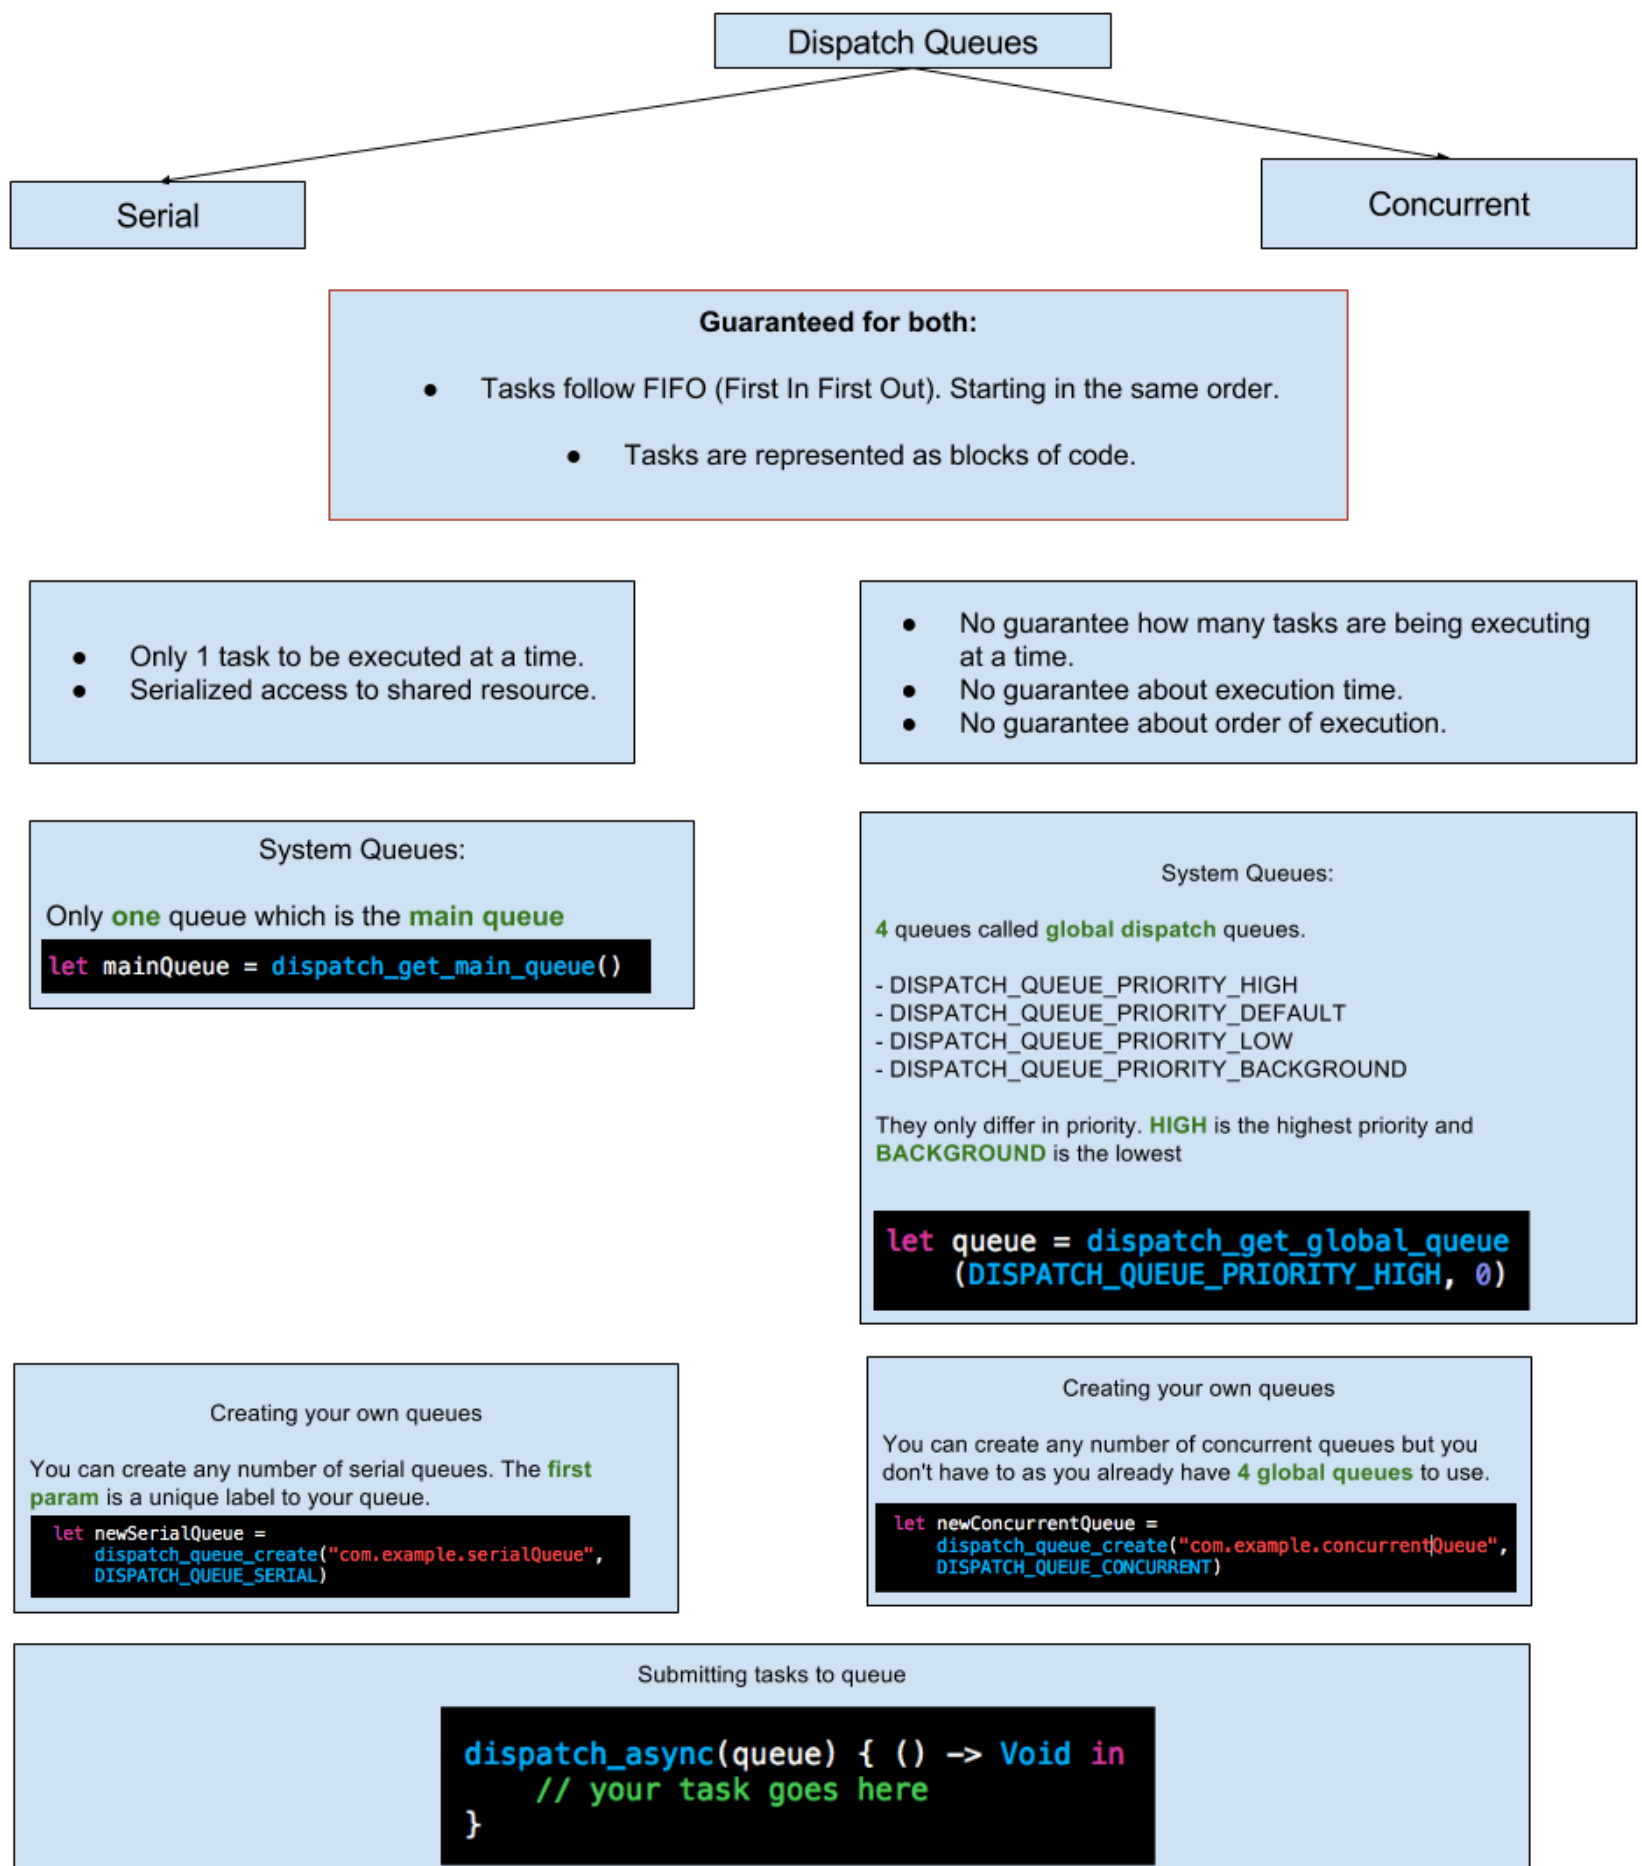 Dispatch Queues
Serial
Concurrent
Guaranteed for both:
● Tasks follow FIFO (First In First Out). Starting in the same order.
● Tasks are represented as blocks of code.
● Only 1 task to be executed at a time.
● Serialized access to shared resource.
● No guarantee how many tasks are being executing
at a time.
● No guarantee about execution time.
● No guarantee about order of execution.
System Queues:
Only one queue which is the main queue
let mainQueue = dispatch_get_main_queue()
System Queues:
4 queues called global dispatch queues.
- DISPATCH_QUEUE_PRIORITY_HIGH
- DISPATCH_QUEUE_PRIORITY_DEFAULT
- DISPATCH_QUEUE_PRIORITY_LOW
- DISPATCH_QUEUE_PRIORITY_BACKGROUND
They only differ in priority. HIGH is the highest priority and
BACKGROUND is the lowest
let queue = dispatch_get_global_queue
(DISPATCH_QUEUE_PRIORITY_HIGH, 0)
Creating your own queues
You can create any number of serial queues. The first
param is a unique label to your queue.
let newSerialQueue =
dispatch_queue_create("com.example.serialQueue",
DISPATCH_QUEUE_SERIAL)
Creating your own queues
You can create any number of concurrent queues but you
don't have to as you already have 4 global queues to use.
let newConcurrentQueue =
dispatch_queue_create("com.example.concurrentQueue",
DISPATCH_QUEUE_CONCURRENT)
Submitting tasks to queue
dispatch_async(queue) { () -> Void in
// your task goes here
}